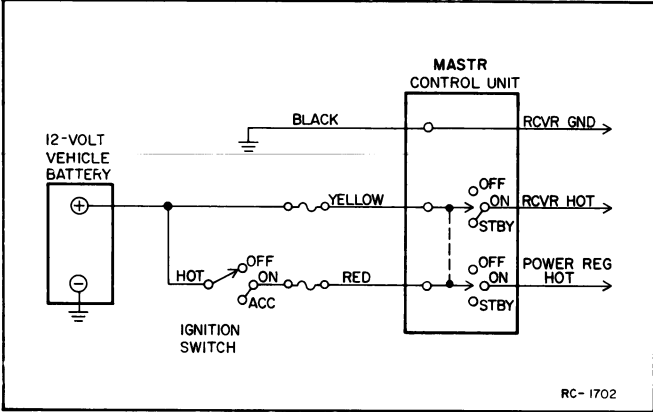 MASTR
CONTROL UNIT
BLACK
RCVR GND
12-VOLT
VEHICLE
BATTERY
+
YELLOW
OFF
ON
STBY
RCVR HOT
HOT
OFF
ON
ACC
RED
OFF
ON
STBY
POWER REG
HOT
−
IGNITION
SWITCH
RC-1702